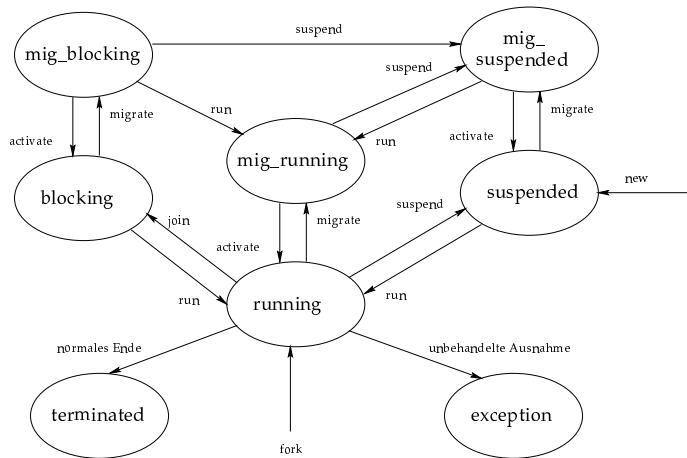 suspend
mig_blocking
mig_
suspended
suspend
run
run
migrate
activate
mig_running
activate
migrate
blocking
suspended
new
join
suspend
migrate
activate
run
running
run
normales Ende
unbehandelte Ausnahme
terminated
exception
fork